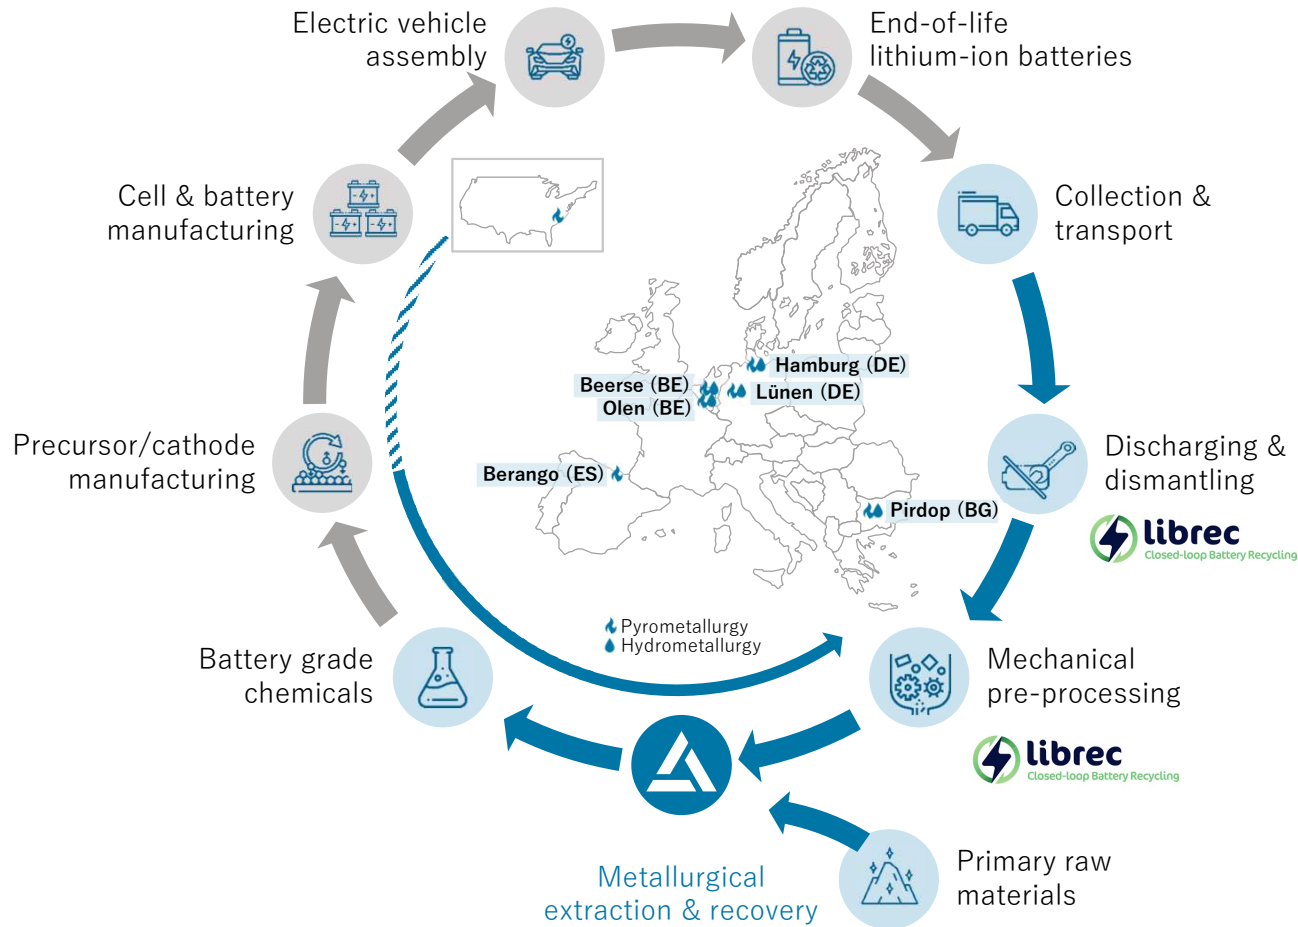 Electric vehicle
assembly
End-of-life
lithium-ion batteries
Cell & battery
manufacturing
Collection &
transport
Hamburg (DE)
Beerse (BE)
Lünen (DE)
Olen (BE)
Precursor/cathode
manufacturing
Discharging &
dismantling
Berango (ES)
Pirdop (BG)
librec
Closed-loop Battery Recycling
Pyrometallurgy
Hydrometallurgy
Battery grade
chemicals
Mechanical
pre-processing
librec
Closed-loop Battery Recycling
Metallurgical
extraction & recovery
Primary raw
materials